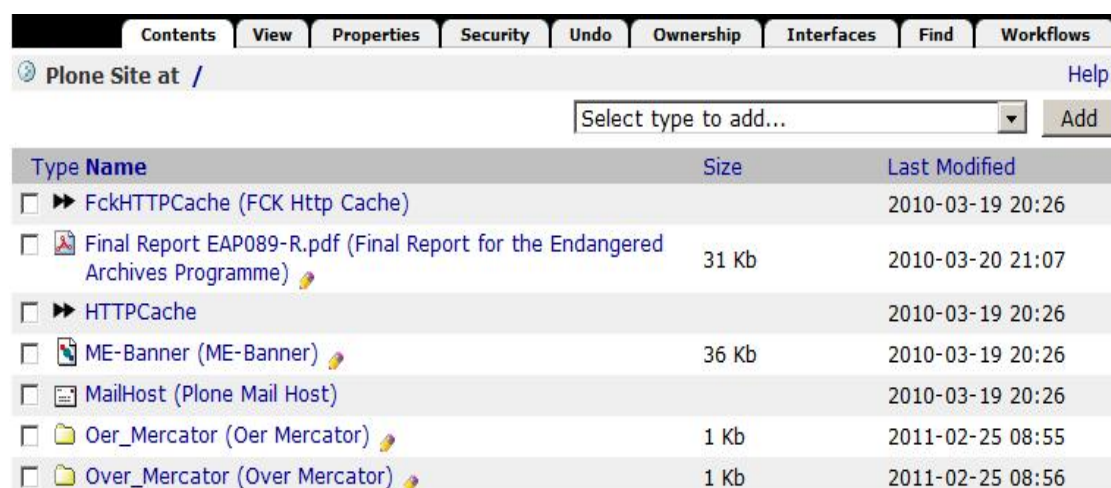 Contents View Properties Security Undo Ownership Interfaces Find Workflows
Plone Site at / Help
Select type to add... Add
Type Name Size Last Modified
FckHTTPCache (FCK Http Cache) 2010-03-19 20:26
Final Report EAP089-R.pdf (Final Report for the Endangered
Archives Programme) 31 Kb 2010-03-20 21:07
HTTPCache 2010-03-19 20:26
ME-Banner (ME-Banner) 36 Kb 2010-03-19 20:26
MailHost (Plone Mail Host) 2010-03-19 20:26
Oer_Mercator (Oer Mercator) 1 Kb 2011-02-25 08:55
Over_Mercator (Over Mercator) 1 Kb 2011-02-25 08:56